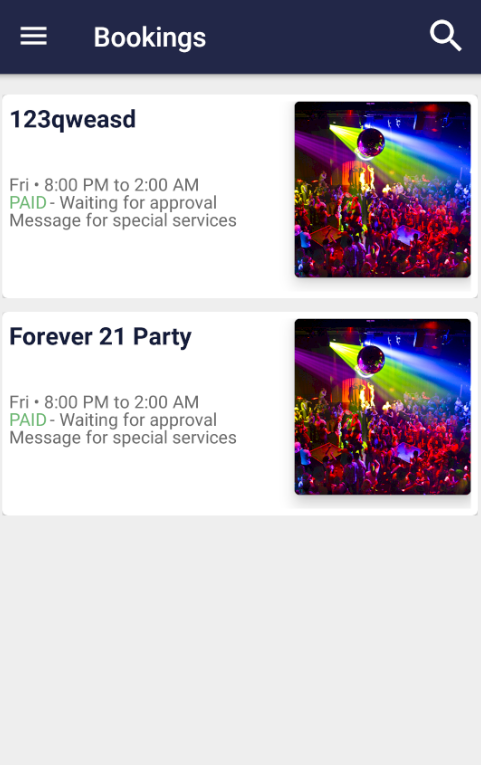 Bookings
123qweasd
Fri • 8:00 PM to 2:00 AM
PAID - Waiting for approval
Message for special services
Forever 21 Party
Fri • 8:00 PM to 2:00 AM
PAID - Waiting for approval
Message for special services